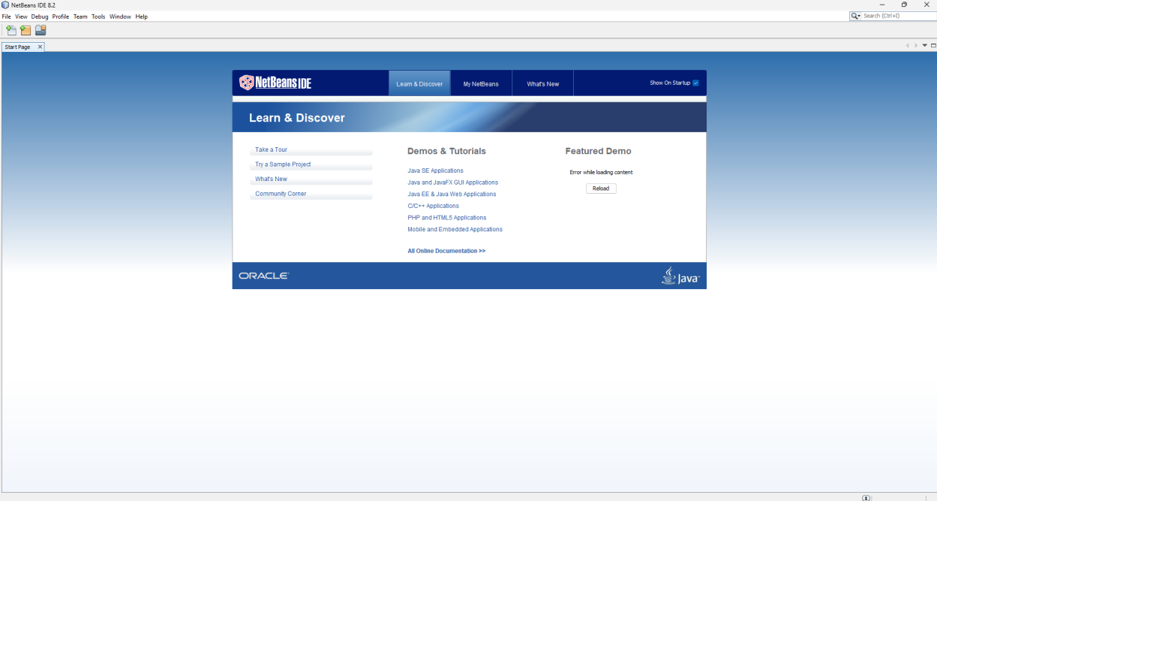 NetBeans IDE 8.2
File View Debug Profile Team Tools Window Help
Search (Ctrl+I)
Start Page
NetBeans IDE
Learn & Discover
My NetBeans
What's New
Show On Startup
Learn & Discover
Take a Tour
Try a Sample Project
What's New
Community Corner
Demos & Tutorials
Java SE Applications
Java and JavaFX GUI Applications
Java EE & Java Web Applications
C/C++ Applications
PHP and HTML5 Applications
Mobile and Embedded Applications
All Online Documentation >>
Featured Demo
Error while loading content
Reload
ORACLE
Java